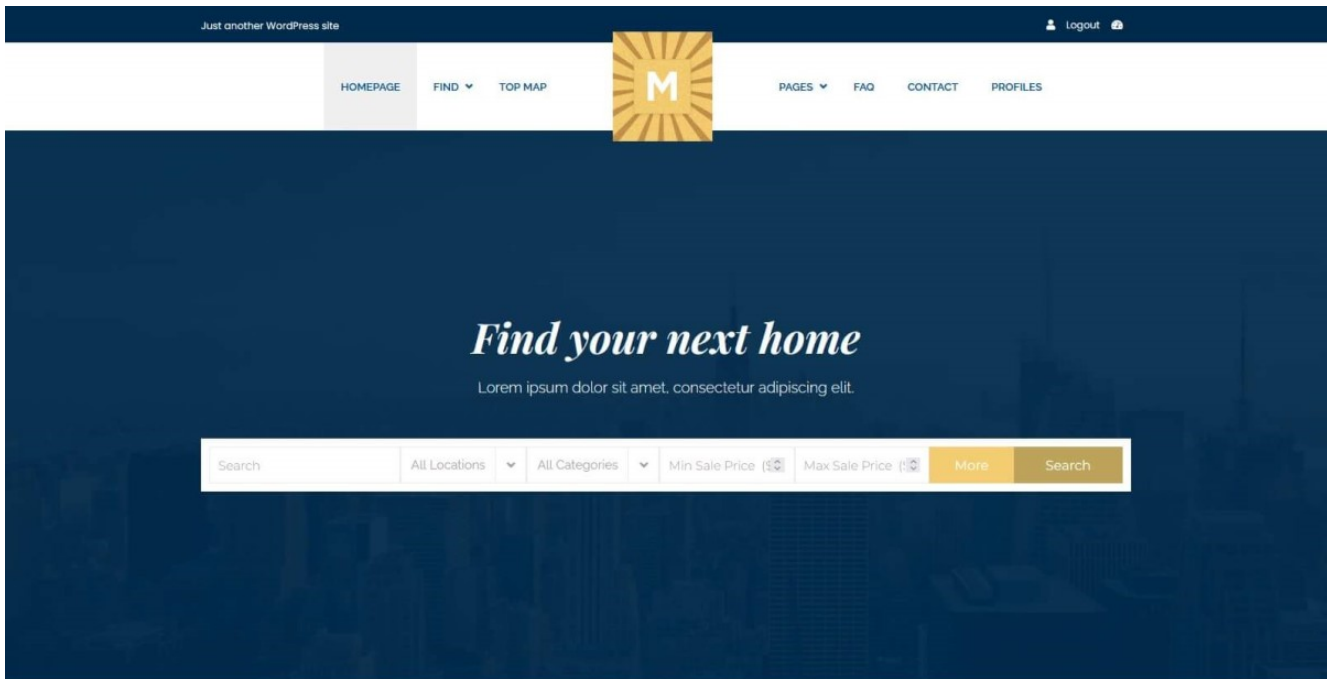 Just another WordPress site
Logout
HOMEPAGE FIND TOP MAP M PAGES FAQ CONTACT PROFILES
Find your next home
Lorem ipsum dolor sit amet, consectetur adipiscing elit.
Search All Locations All Categories Min Sale Price Max Sale Price More Search